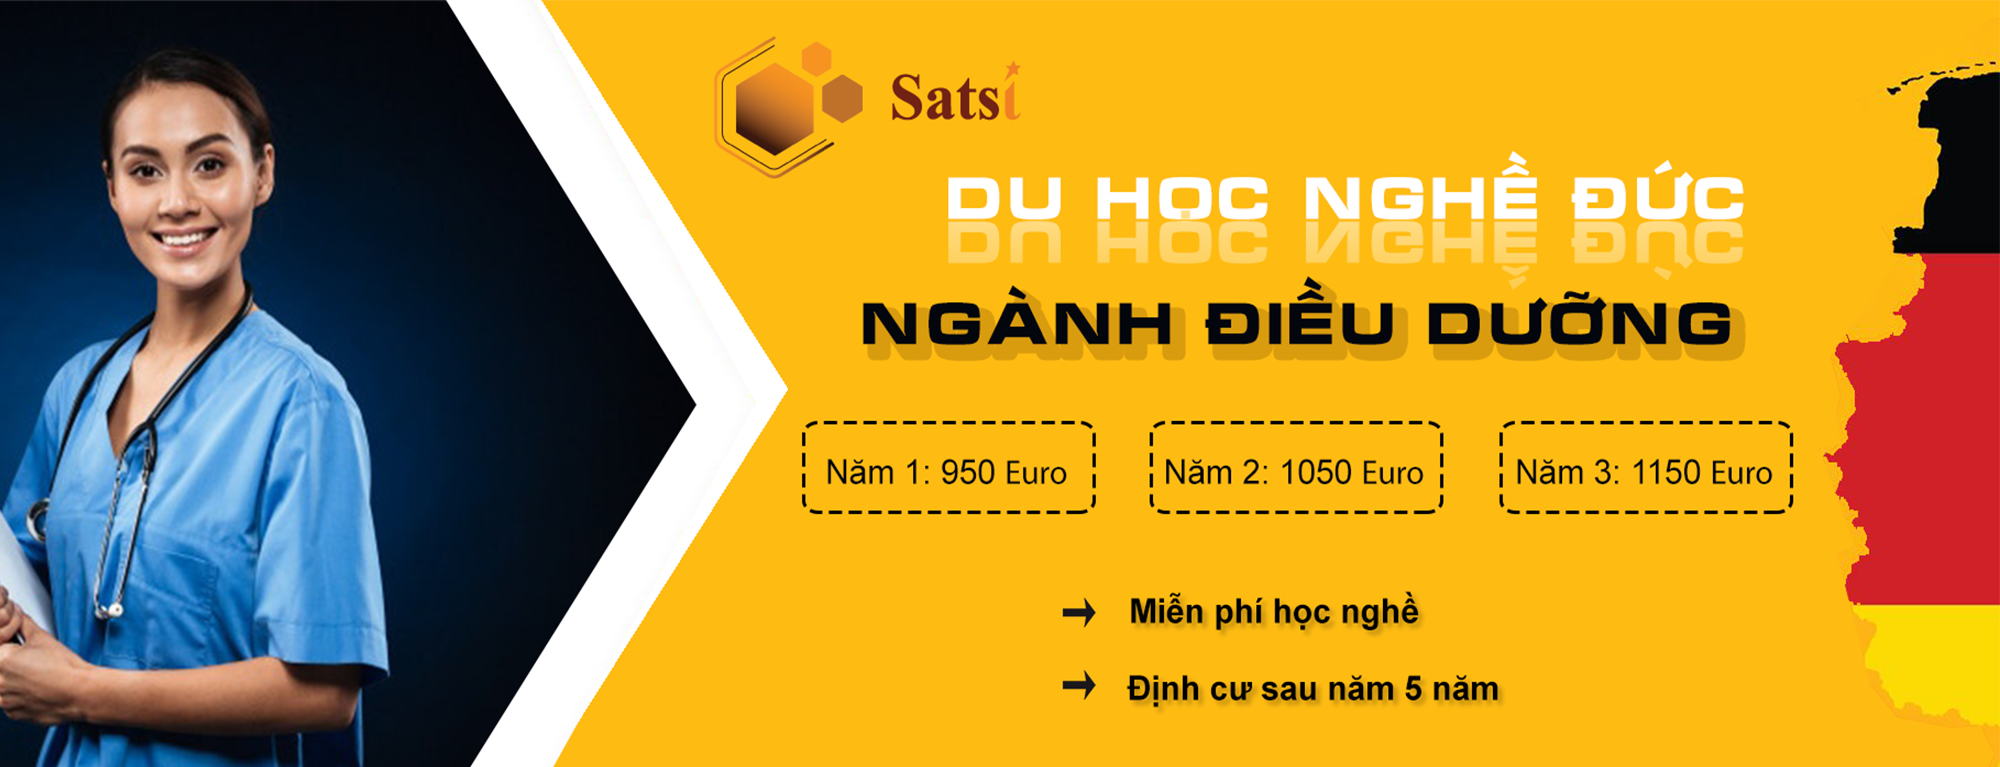 Satsi
DU HỌC NGHỀ ĐỨC
NGÀNH ĐIỀU DƯỠNG
Năm 1: 950 Euro
Năm 2: 1050 Euro
Năm 3: 1150 Euro
Miễn phí học nghề
Định cư sau năm 5 năm